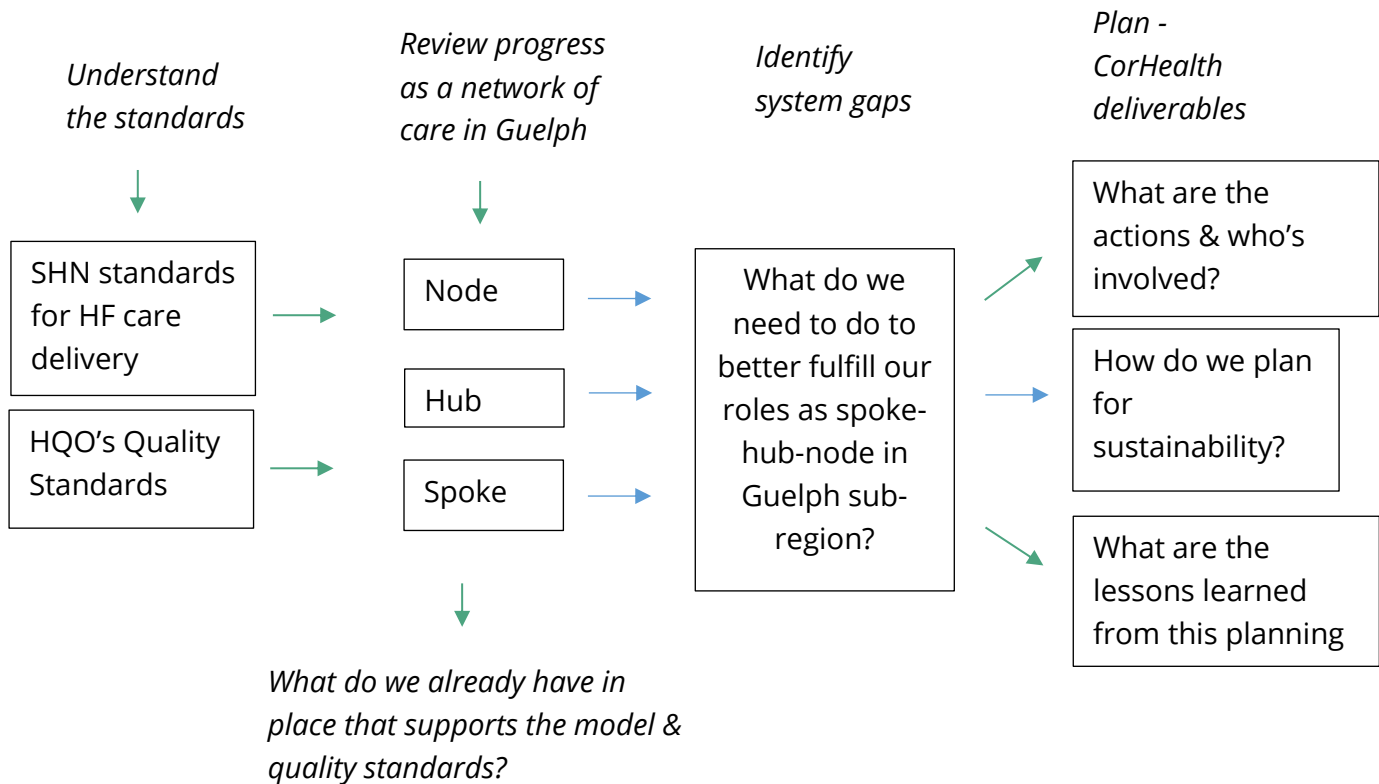 Understand
the standards
Review progress
as a network of
care in Guelph
Identify
system gaps
Plan -
CorHealth
deliverables
SHN standards
for HF care
delivery
HQO’s Quality
Standards
Node
Hub
Spoke
What do we already have in
place that supports the model &
quality standards?
What do we
need to do to
better fulfill our
roles as spoke-
hub-node in
Guelph sub-
region?
What are the
actions & who’s
involved?
How do we plan
for
sustainability?
What are the
lessons learned
from this planning